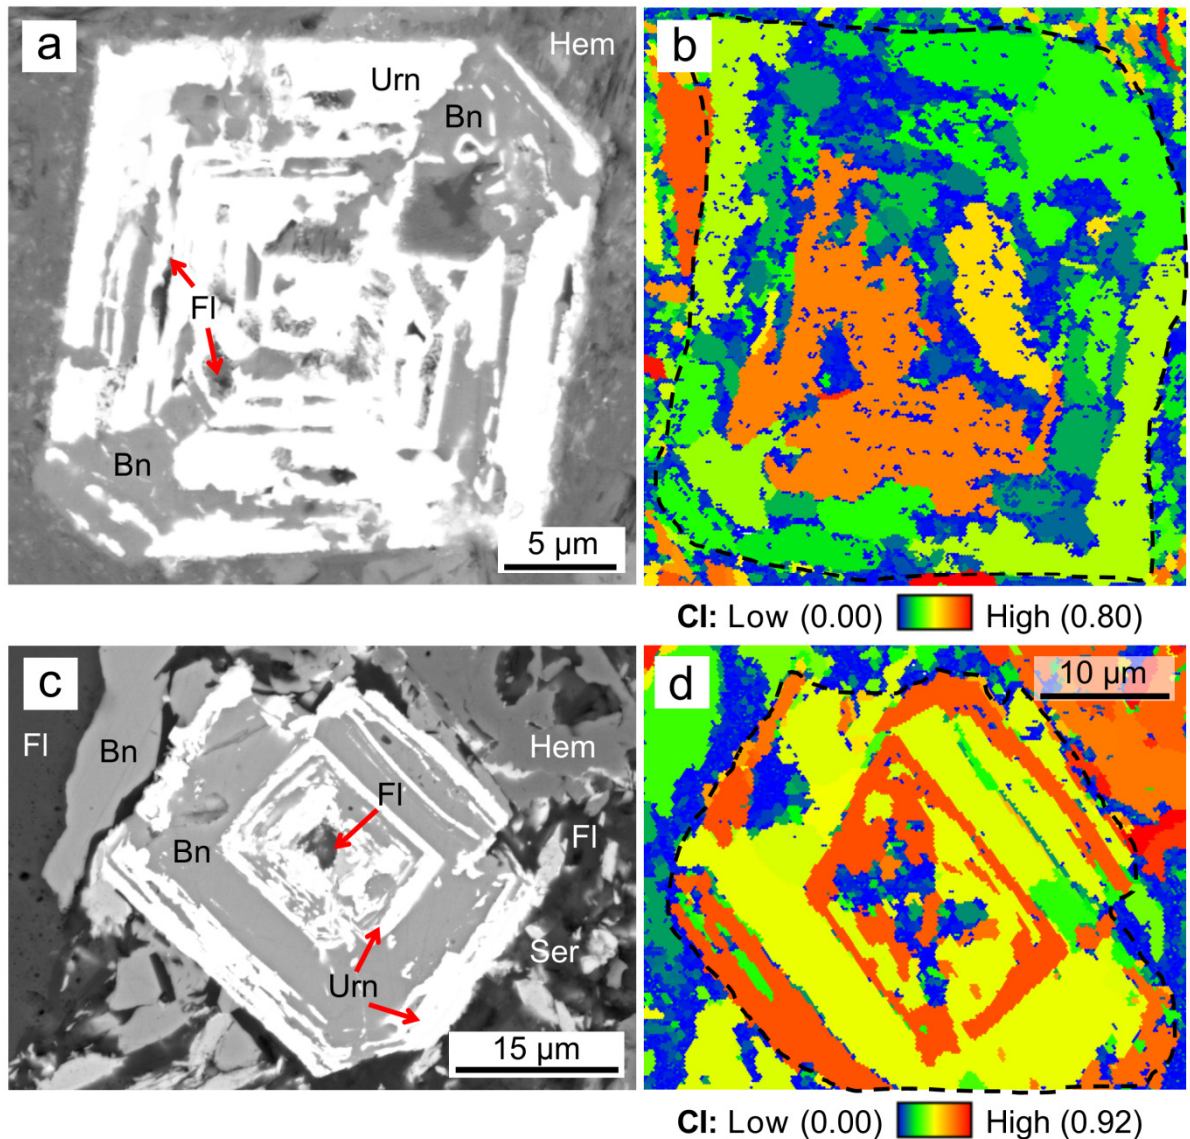 a
Hem
Urn
Bn
Fl
Bn
5 µm
b
CI: Low (0.00) High (0.80)
c
Fl
Bn
Hem
Fl
Fl
Bn
Ser
Urn
15 µm
d
10 µm
CI: Low (0.00) High (0.92)